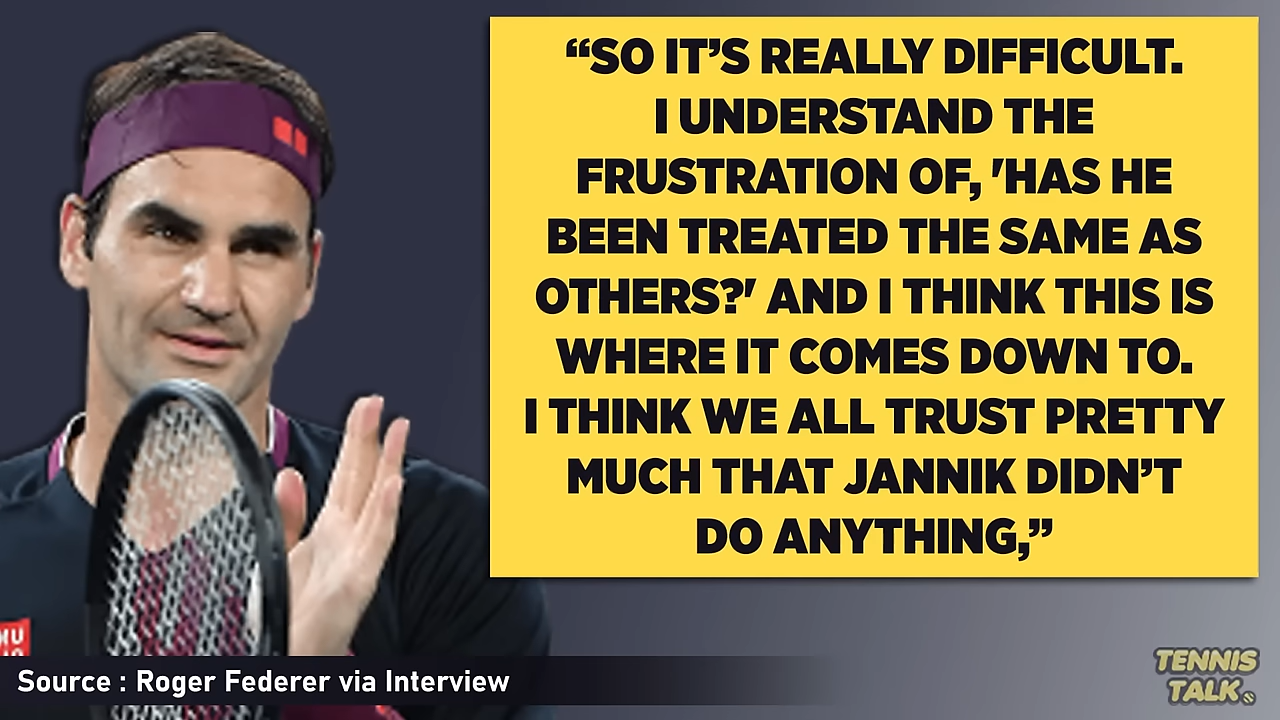 “SO IT’S REALLY DIFFICULT.
I UNDERSTAND THE
FRUSTRATION OF, 'HAS HE
BEEN TREATED THE SAME AS
OTHERS?' AND I THINK THIS IS
WHERE IT COMES DOWN TO.
I THINK WE ALL TRUST PRETTY
MUCH THAT JANNIK DIDN’T
DO ANYTHING,”
Source : Roger Federer via Interview
TENNIS
TALK